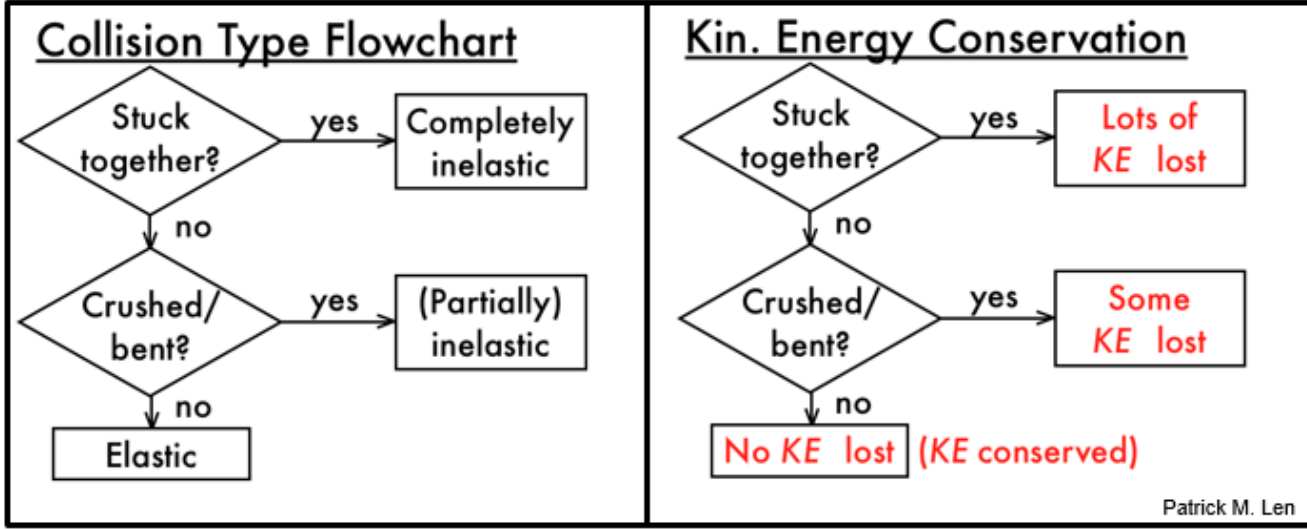 Collision Type Flowchart
Stuck
together?
yes
Completely
inelastic
no
Crushed/
bent?
yes
(Partially)
inelastic
no
Elastic
Kin. Energy Conservation
Stuck
together?
yes
Lots of
KE lost
no
Crushed/
bent?
yes
Some
KE lost
no
No KE lost (KE conserved)
Patrick M. Len